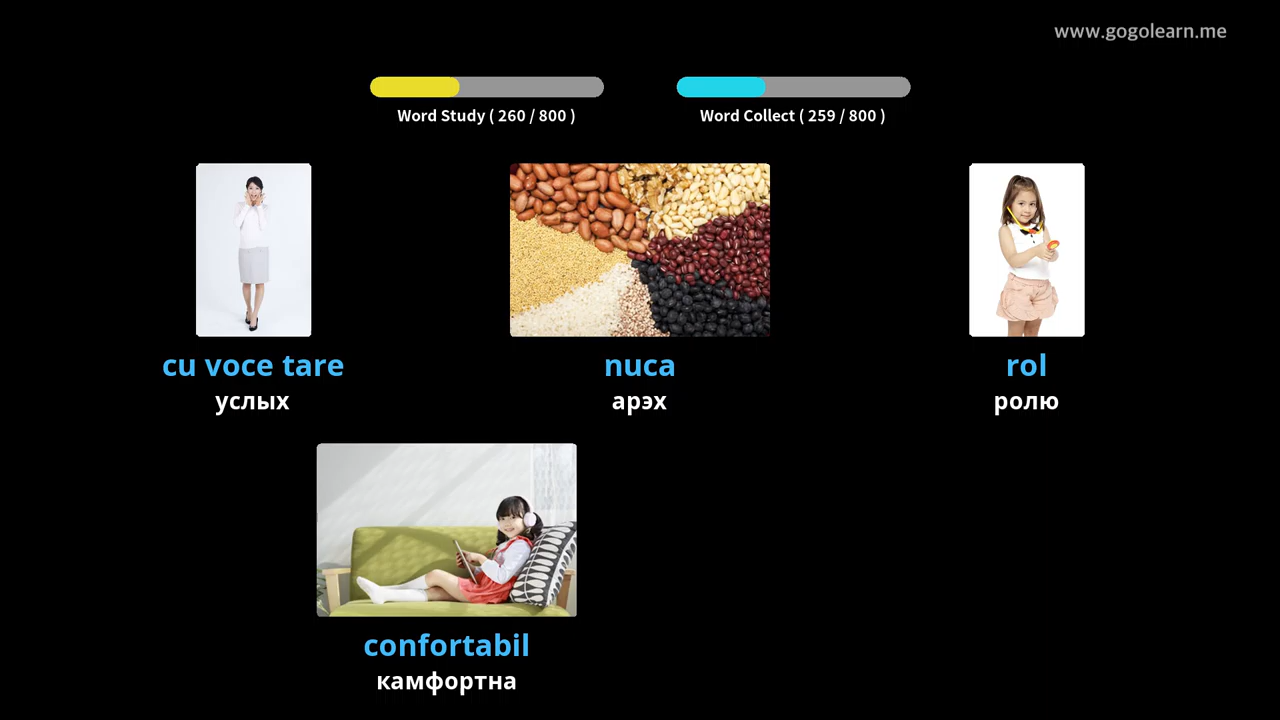 www.gogolearn.me
Word Study ( 260 / 800 )
Word Collect ( 259 / 800 )
cu voce tare
услых
nuca
арэх
rol
ролю
confortabil
камфортна